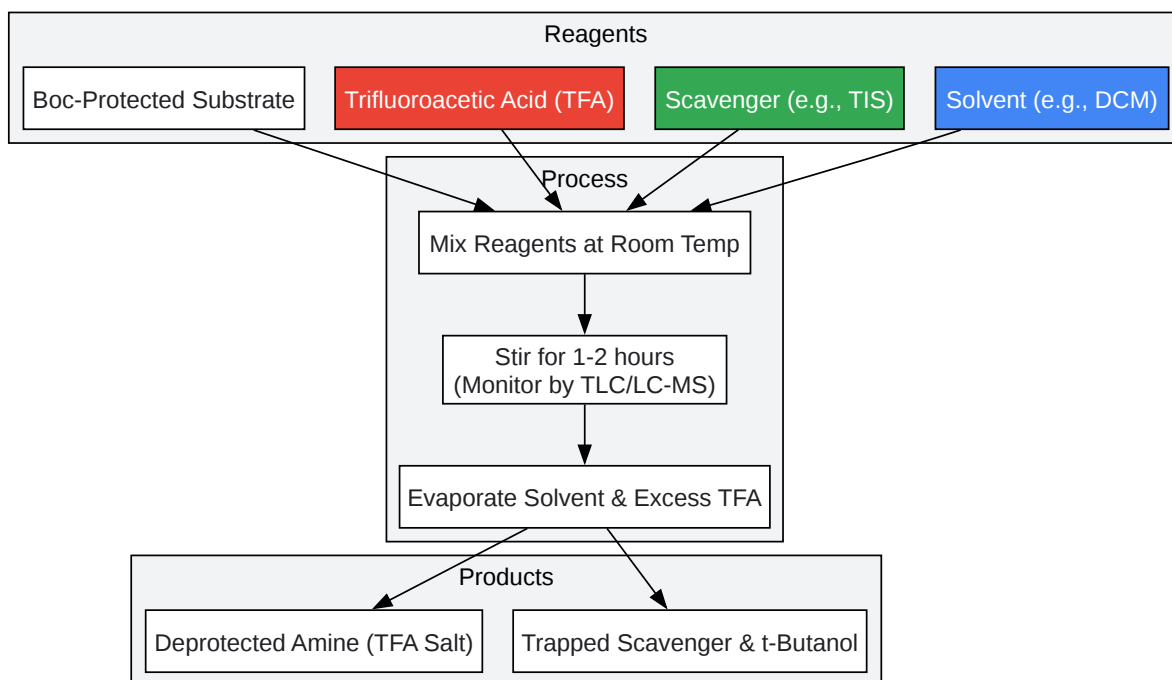 Reagents
Boc-Protected Substrate
Trifluoroacetic Acid (TFA)
Scavenger (e.g., TIS)
Solvent (e.g., DCM)
Process
Mix Reagents at Room Temp
Stir for 1-2 hours
(Monitor by TLC/LC-MS)
Evaporate Solvent & Excess TFA
Products
Deprotected Amine (TFA Salt)
Trapped Scavenger & t-Butanol